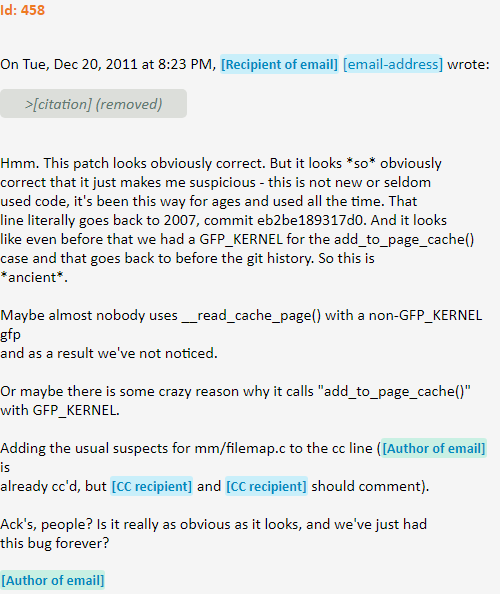 Id: 458
On Tue, Dec 20, 2011 at 8:23 PM, [Recipient of email] [email-address] wrote:
>[citation] (removed)
Hmm. This patch looks obviously correct. But it looks *so* obviously
correct that it just makes me suspicious - this is not new or seldom
used code, it's been this way for ages and used all the time. That
line literally goes back to 2007, commit eb2be189317d0. And it looks
like even before that we had a GFP_KERNEL for the add_to_page_cache()
case and that goes back to before the git history. So this is
*ancient*.
Maybe almost nobody uses __read_cache_page() with a non-GFP_KERNEL
gfp
and as a result we've not noticed.
Or maybe there is some crazy reason why it calls "add_to_page_cache()"
with GFP_KERNEL.
Adding the usual suspects for mm/filemap.c to the cc line ([Author of email]
is
already cc'd, but [CC recipient] and [CC recipient] should comment).
Ack's, people? Is it really as obvious as it looks, and we've just had
this bug forever?
[Author of email]